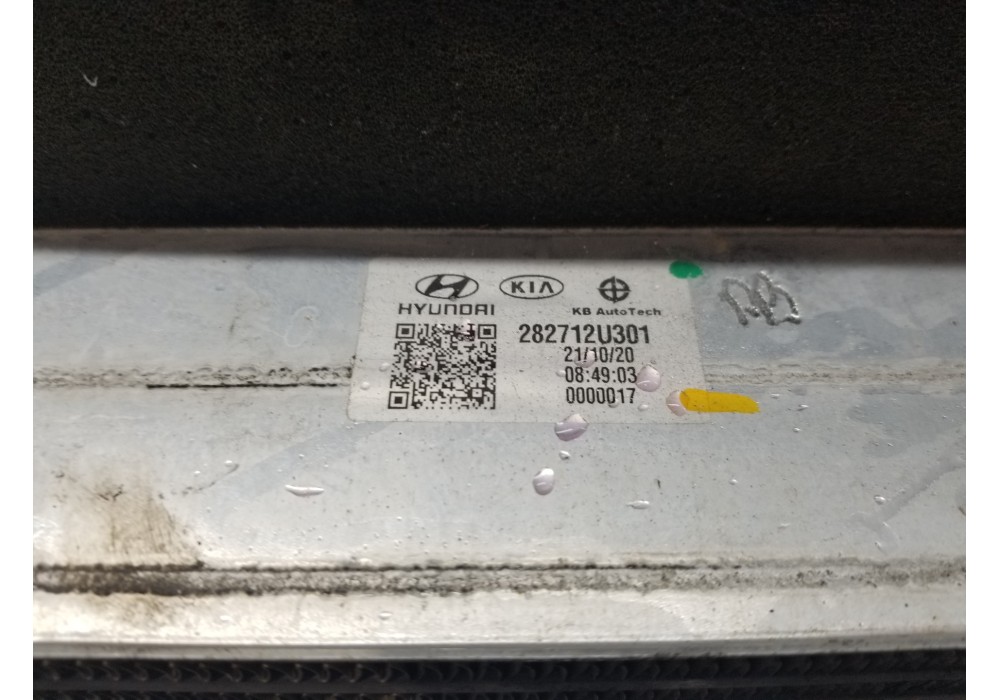 HYUNDAI KIA KB AutoTech
282712U301
21/10/20
08:49:03
0000017